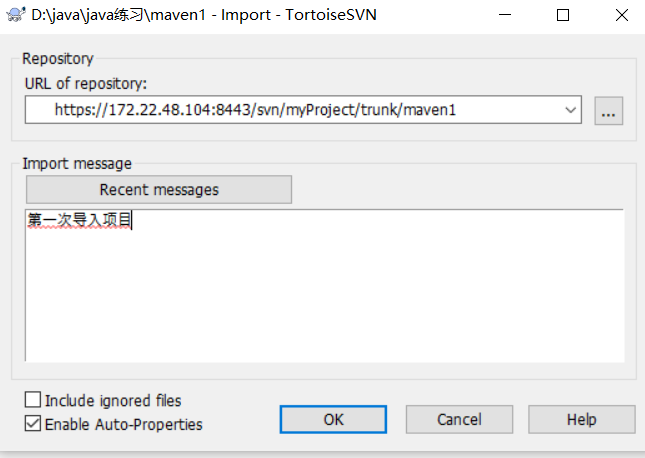 D:\java\java练习\maven1 - Import - TortoiseSVN
Repository
URL of repository:
https://172.22.48.104:8443/svn/myProject/trunk/maven1
...
Import message
Recent messages
第一次导入项目
Include ignored files
Enable Auto-Properties
OK
Cancel
Help